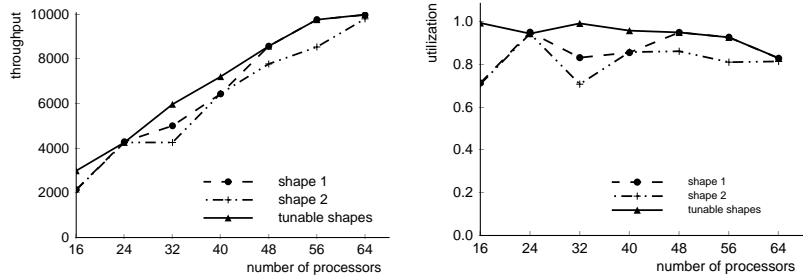 throughput
10000
8000
6000
4000
2000
0
16 24 32 40 48 56 64
number of processors
shape 1
shape 2
tunable shapes
utilization
1.0
0.8
0.6
0.4
0.2
0.0
16 24 32 40 48 56 64
number of processors
shape 1
shape 2
tunable shapes